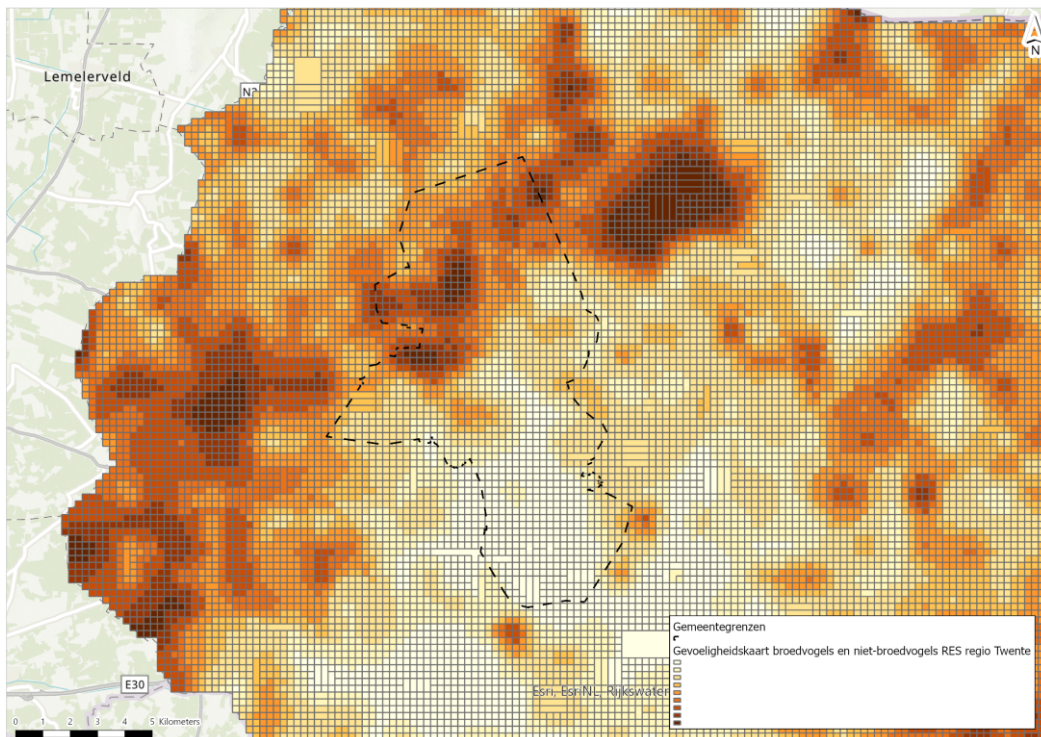 Lemelerveld
N
Gemeentegrenzen
Gevoeligheidskaart broedvogels en niet-broedvogels RES regio Twente
E30
Esri, Esri NL, Rijkswater
0 1 2 3 4 5 Kilometers